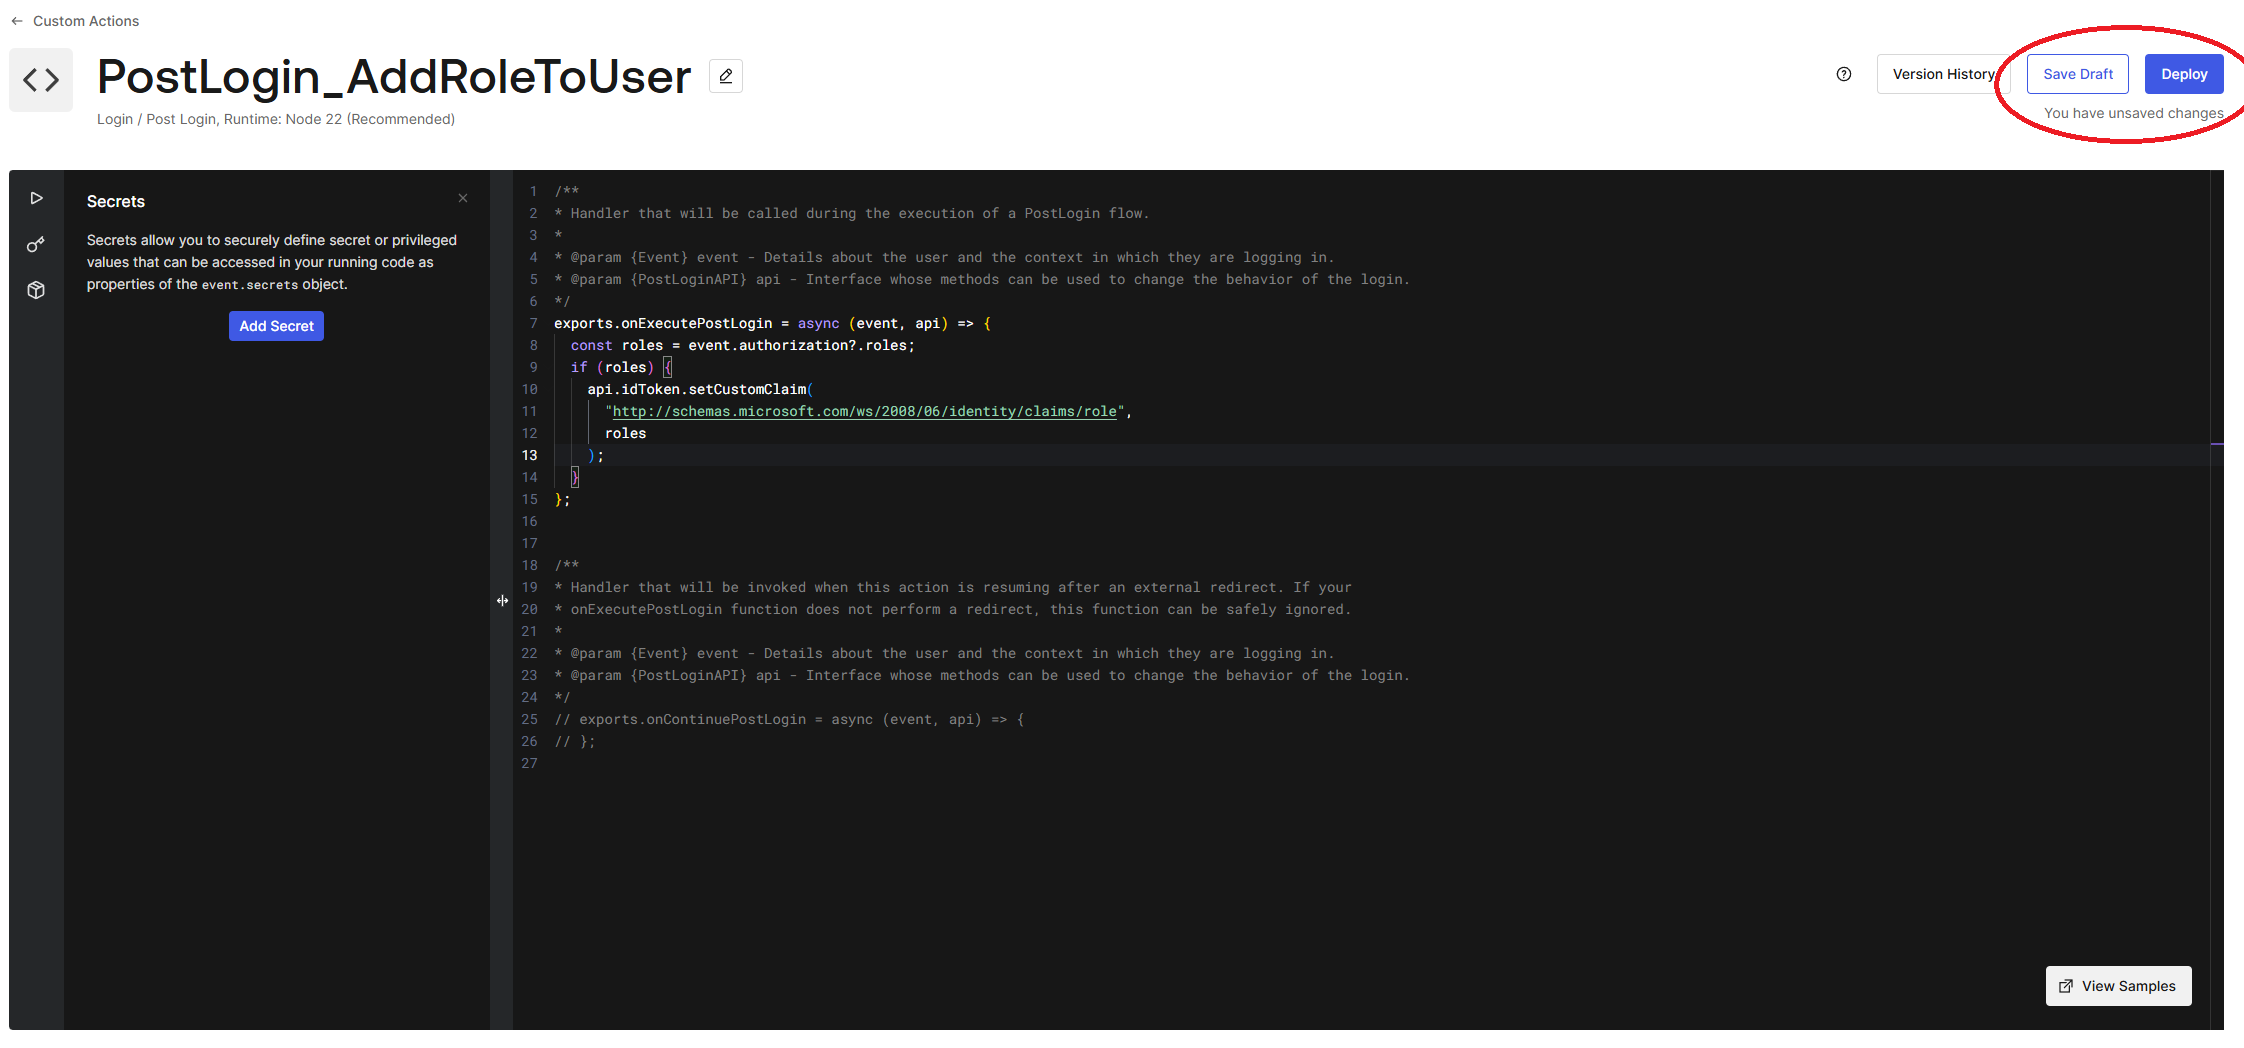 ← Custom Actions
PostLogin_AddRoleToUser
Login / Post Login, Runtime: Node 22 (Recommended)
Version History
Save Draft
Deploy
You have unsaved changes
Secrets
Secrets allow you to securely define secret or privileged
values that can be accessed in your running code as
properties of the event.secrets object.
Add Secret
1 /**
2 * Handler that will be called during the execution of a PostLogin flow.
3 *
4 * @param {Event} event - Details about the user and the context in which they are logging in.
5 * @param {PostLoginAPI} api - Interface whose methods can be used to change the behavior of the login.
6 */
7 exports.onExecutePostLogin = async (event, api) => {
8 const roles = event.authorization?.roles;
9 if (roles) {
10 api.idToken.setCustomClaim(
11 "http://schemas.microsoft.com/ws/2008/06/identity/claims/role",
12 roles
13 );
14 }
15 };
16
17
18 /**
19 * Handler that will be invoked when this action is resuming after an external redirect. If your
20 * onExecutePostLogin function does not perform a redirect, this function can be safely ignored.
21 *
22 * @param {Event} event - Details about the user and the context in which they are logging in.
23 * @param {PostLoginAPI} api - Interface whose methods can be used to change the behavior of the login.
24 */
25 // exports.onContinuePostLogin = async (event, api) => {
26 // };
27
View Samples